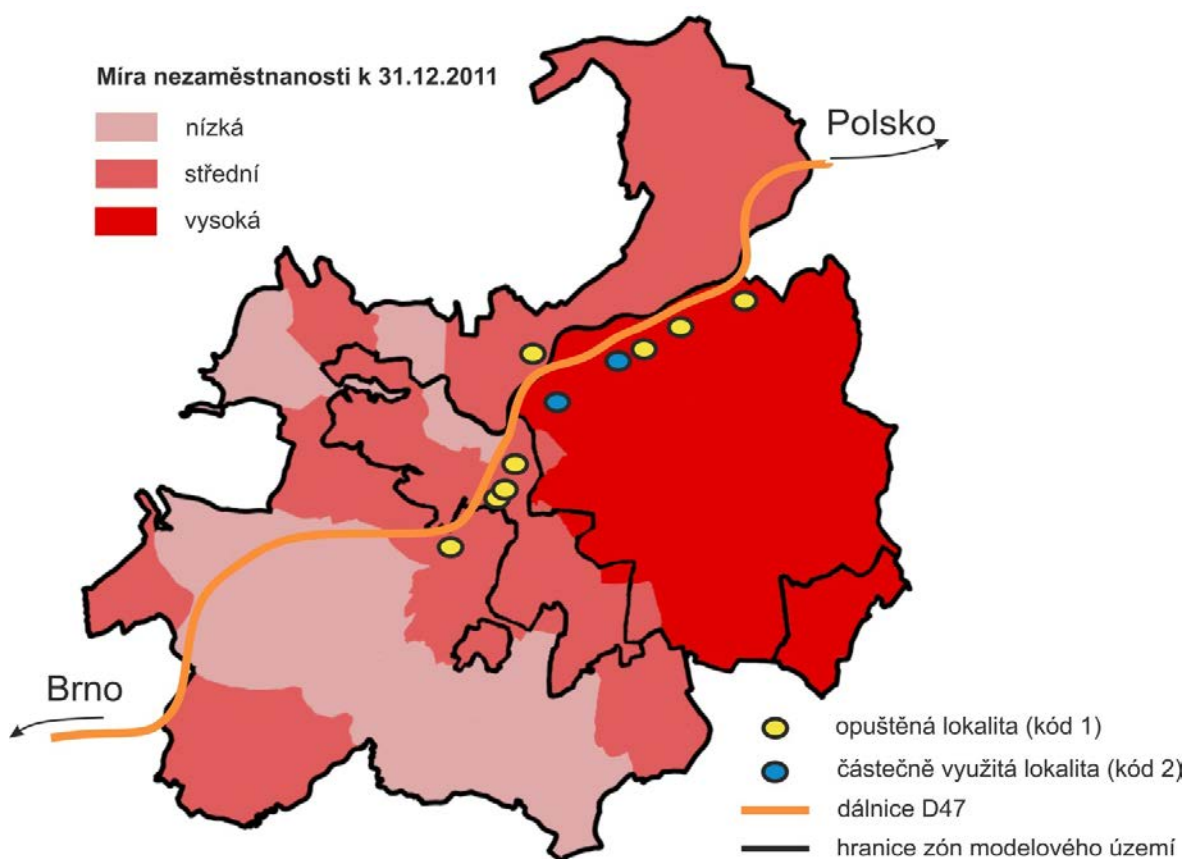 Míra nezaměstnanosti k 31.12.2011
nízká
střední
vysoká
Polsko
Brno
opuštěná lokalita (kód 1)
částečně využitá lokalita (kód 2)
dálnice D47
hranice zón modelového území